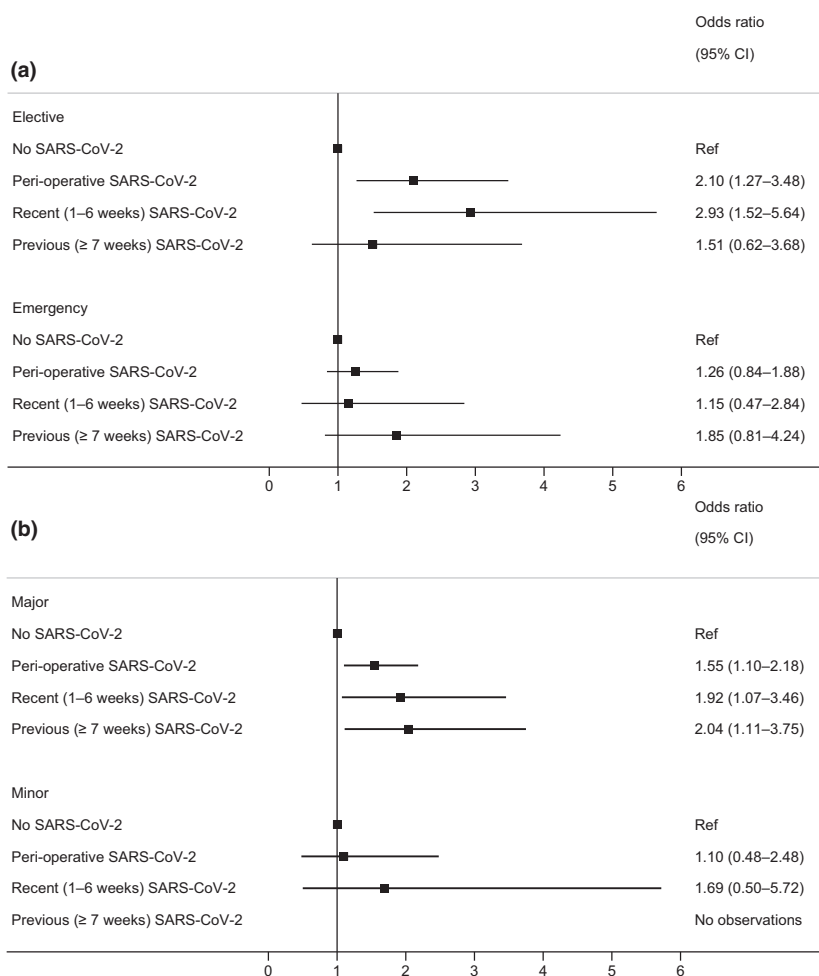 Odds ratio
(95% CI)
(a)
Elective
No SARS-CoV-2 Ref
Peri-operative SARS-CoV-2 2.10 (1.27–3.48)
Recent (1–6 weeks) SARS-CoV-2 2.93 (1.52–5.64)
Previous (≥ 7 weeks) SARS-CoV-2 1.51 (0.62–3.68)
Emergency
No SARS-CoV-2 Ref
Peri-operative SARS-CoV-2 1.26 (0.84–1.88)
Recent (1–6 weeks) SARS-CoV-2 1.15 (0.47–2.84)
Previous (≥ 7 weeks) SARS-CoV-2 1.85 (0.81–4.24)
0 1 2 3 4 5 6
Odds ratio
(b)
(95% CI)
Major
No SARS-CoV-2 Ref
Peri-operative SARS-CoV-2 1.55 (1.10–2.18)
Recent (1–6 weeks) SARS-CoV-2 1.92 (1.07–3.46)
Previous (≥ 7 weeks) SARS-CoV-2 2.04 (1.11–3.75)
Minor
No SARS-CoV-2 Ref
Peri-operative SARS-CoV-2 1.10 (0.48–2.48)
Recent (1–6 weeks) SARS-CoV-2 1.69 (0.50–5.72)
Previous (≥ 7 weeks) SARS-CoV-2 No observations
0 1 2 3 4 5 6